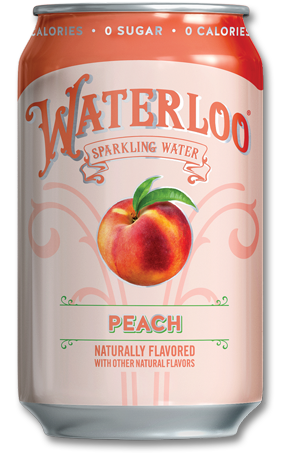 CALORIES • 0 SUGAR • 0 CALORIES
WATERLOO®
SPARKLING WATER
PEACH
NATURALLY FLAVORED
WITH OTHER NATURAL FLAVORS